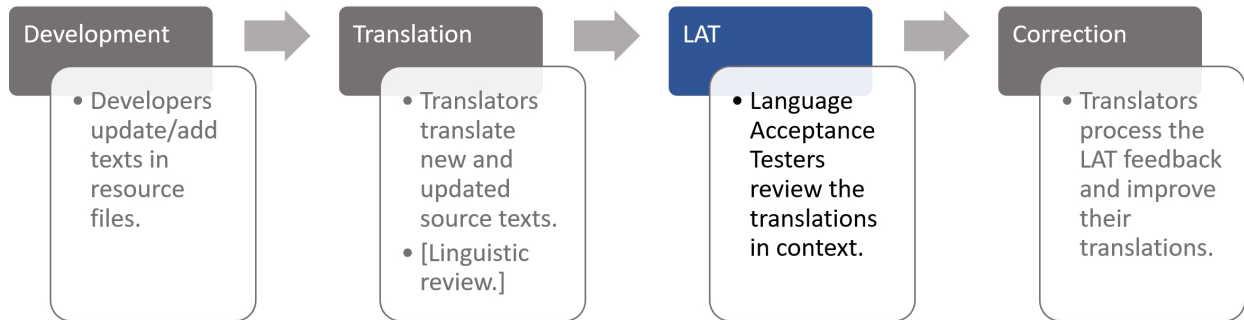 Development
• Developers
update/add
texts in
resource
files.
Translation
• Translators
translate
new and
updated
source texts.
• [Linguistic
review.]
LAT
• Language
Acceptance
Testers
review the
translations
in context.
Correction
• Translators
process the
LAT feedback
and improve
their
translations.